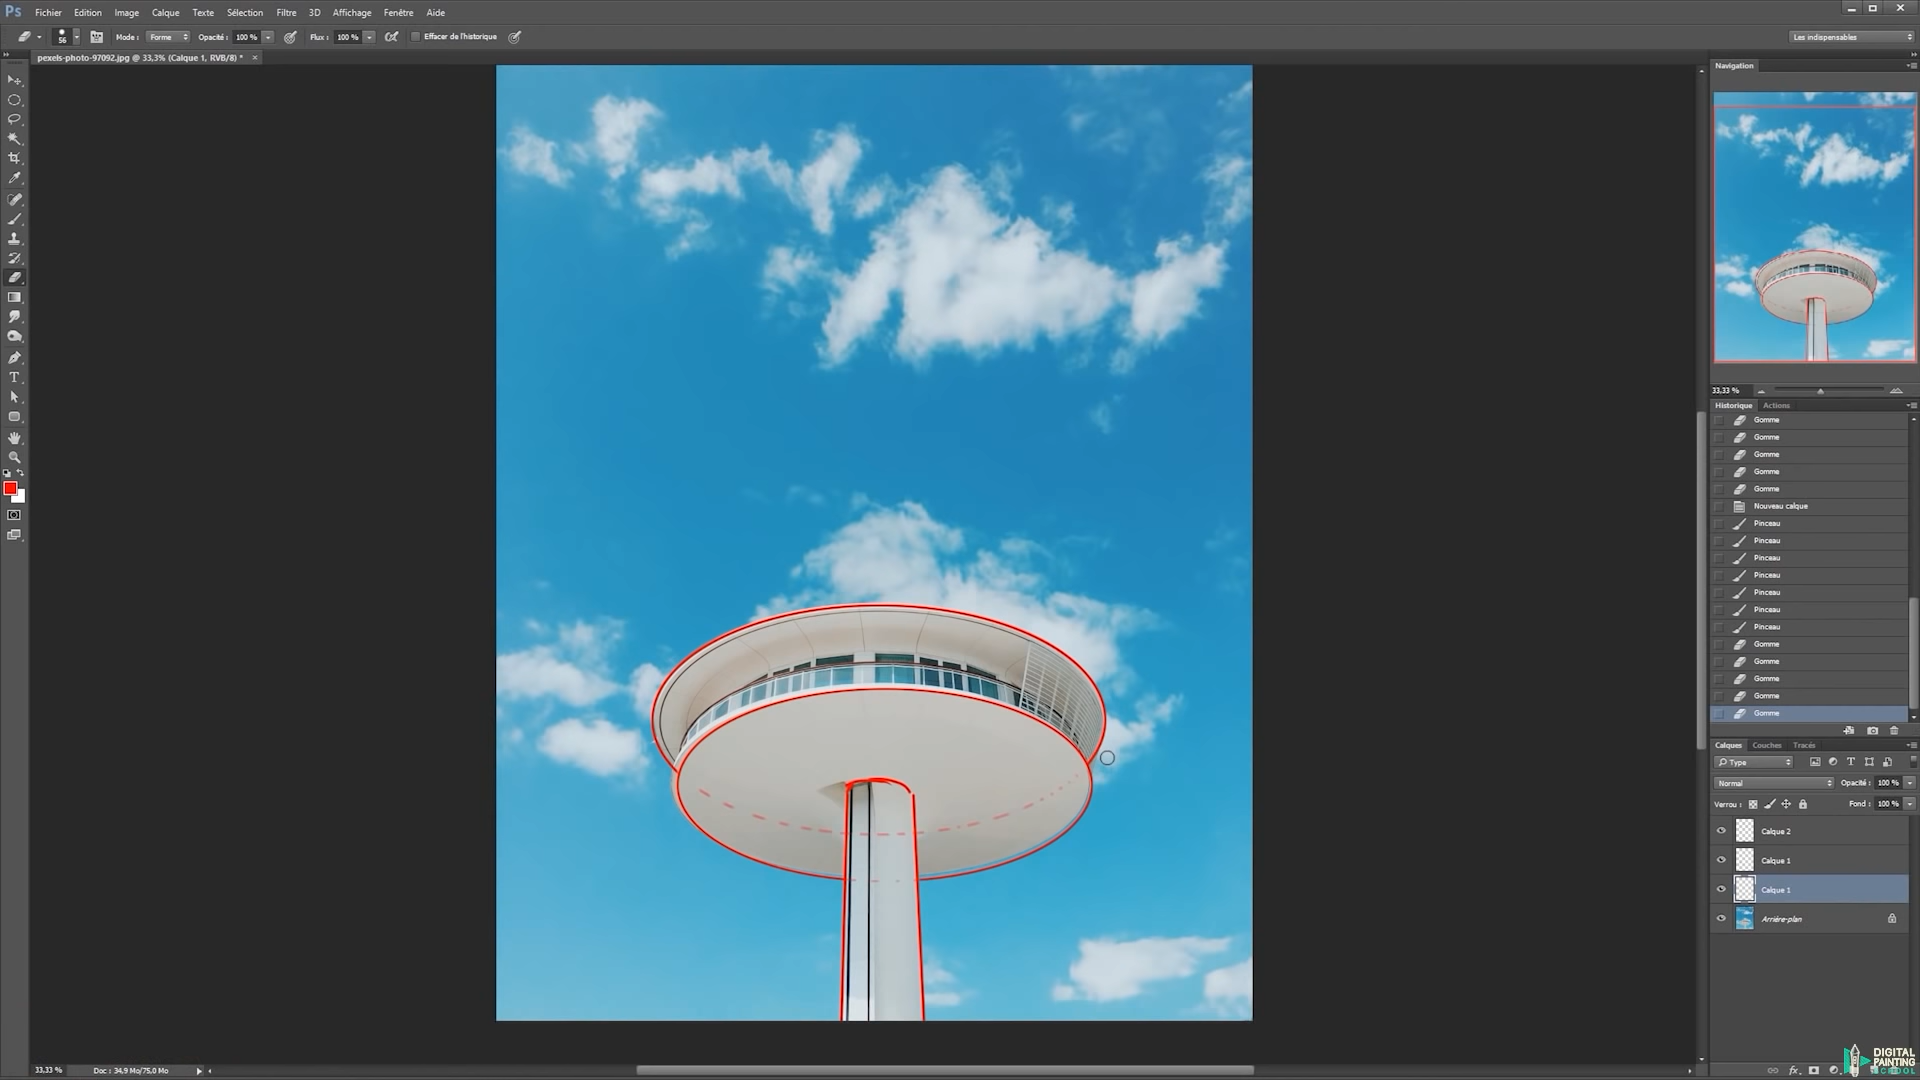 Ps Fichier Edition Image Calque Texte Sélection Filtre 3D Affichage Fenêtre Aide
56 Mode : Forme Opacité : 100 % Flux : 100 % Effacer de l'historique Les indispensables
pexels-photo-97092.jpg @ 33,3% (Calque 1, RVB/8) * ×
Navigation
33,33 %
Historique Actions
Gomme
Gomme
Gomme
Gomme
Gomme
Nouveau calque
Pinceau
Pinceau
Pinceau
Pinceau
Pinceau
Pinceau
Pinceau
Gomme
Gomme
Gomme
Gomme
Gomme
Calques Couches Tracés
Type
Normal Opacité : 100 %
Verrou : Fond : 100 %
Calque 2
Calque 1
Calque 1
Arrière-plan
33,33 % Doc : 34,9 Mo/75,0 Mo
DIGITAL
PAINTING
SCHOOL